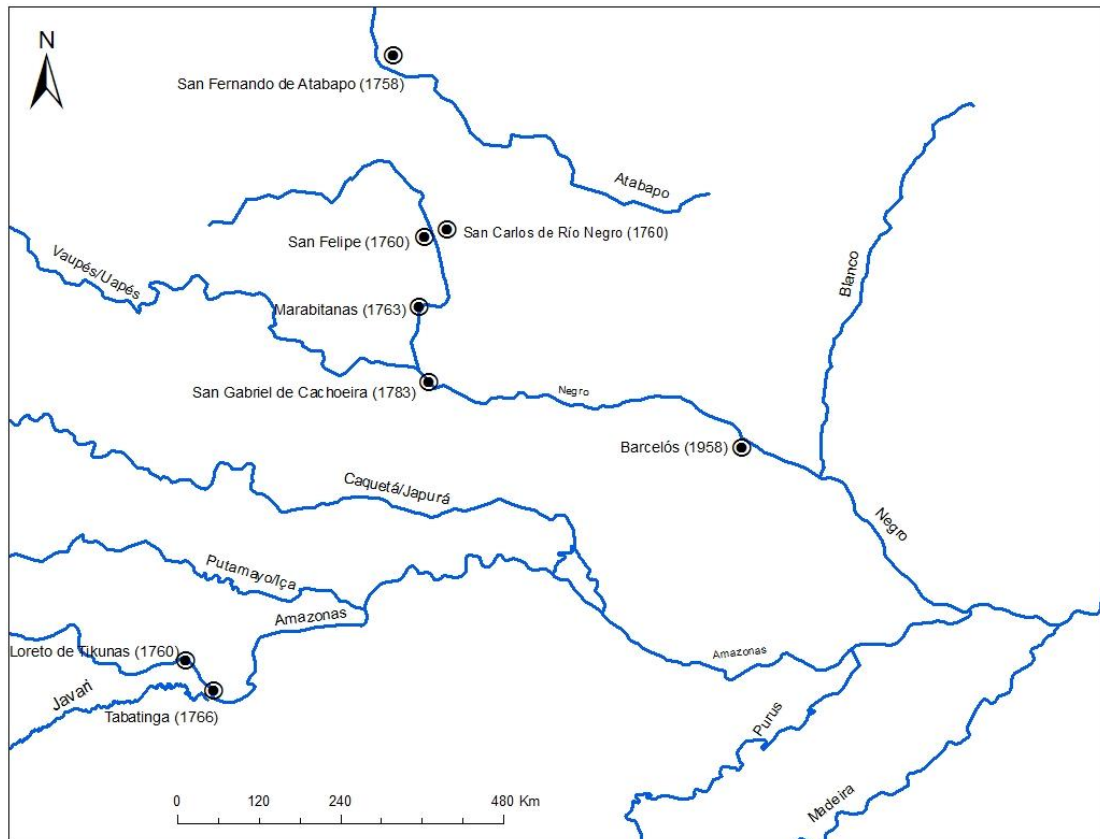 N
San Fernando de Atabapo (1758)
Atabapo
San Felipe (1760)
San Carlos de Río Negro (1760)
Vaupés/Uapés
Blanco
Marabitanas (1763)
San Gabriel de Cachoeira (1783)
Negro
Barcelós (1958)
Caquetá/Japurá
Negro
Putamayo/Iça
Amazonas
Loreto de Tikunas (1760)
Amazonas
Javari
Tabatinga (1766)
Purus
Madeira
0 120 240 480 Km